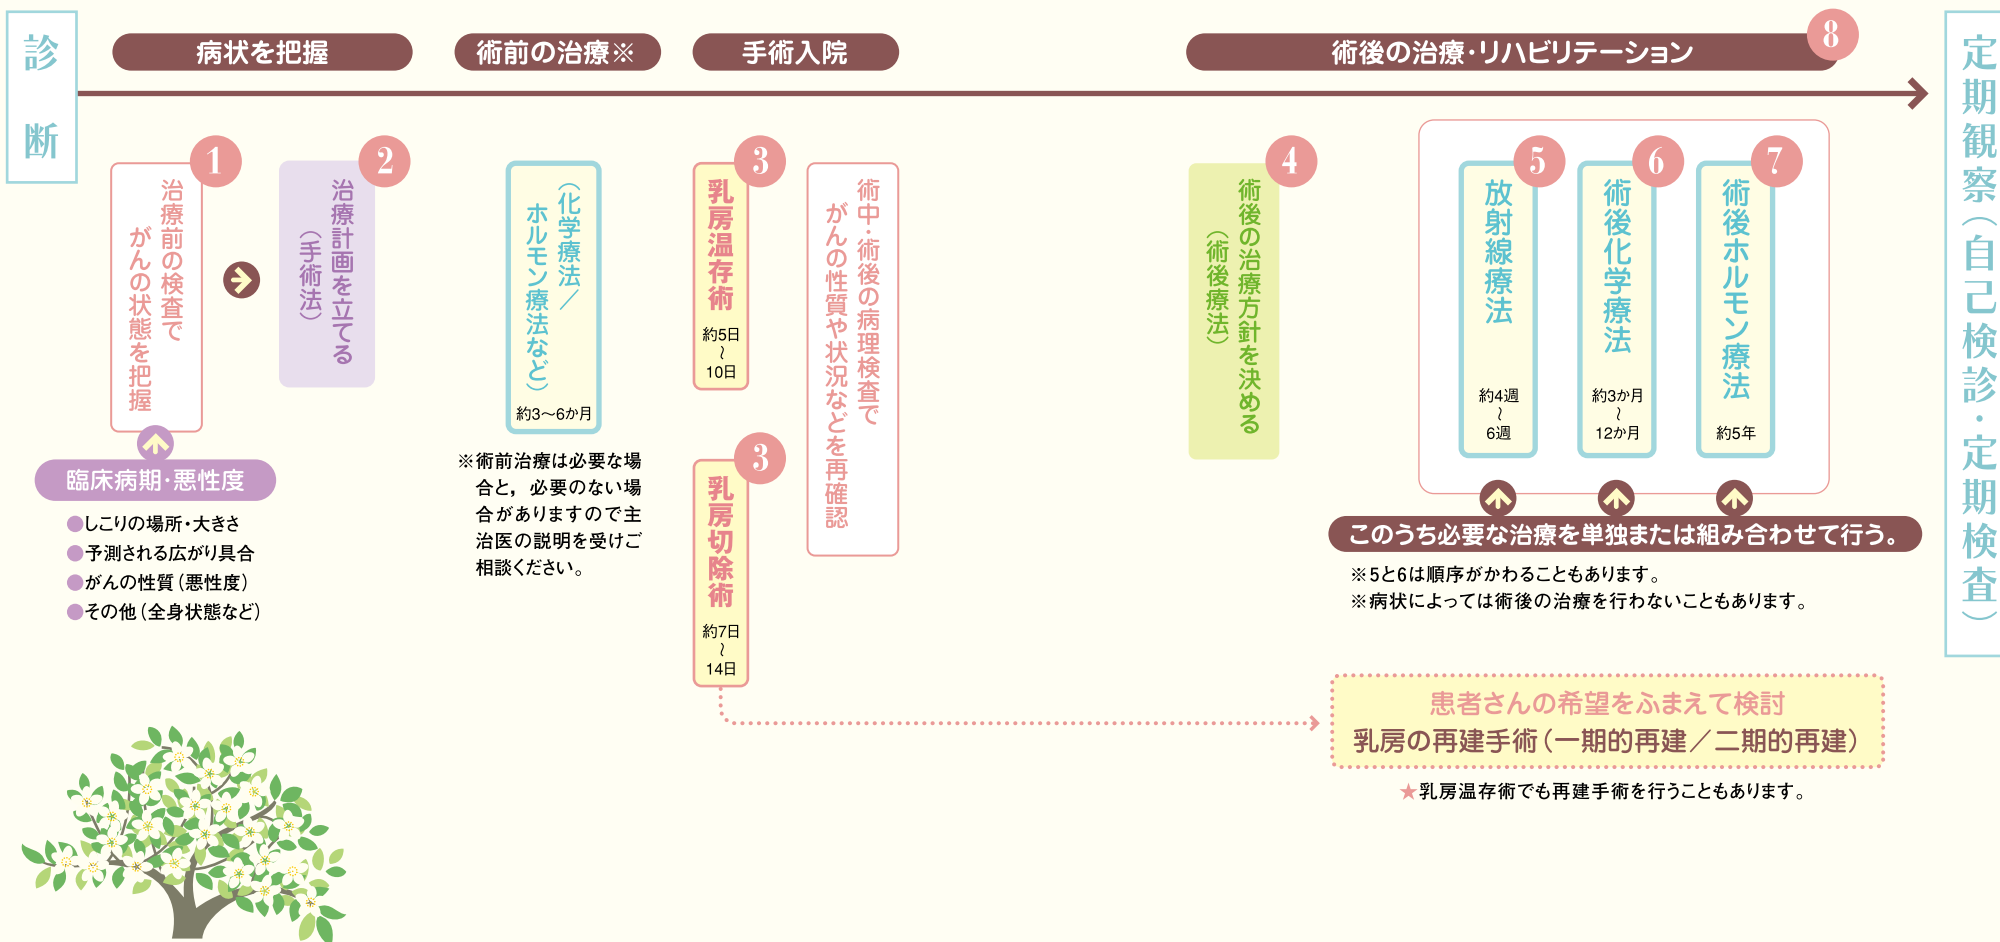 診断
病状を把握
術前の治療※
手術入院
術後の治療・リハビリテーション
8
1
治療前の検査で
がんの状態を把握
臨床病期・悪性度
●しこりの場所・大きさ
●予測される広がり具合
●がんの性質（悪性度）
●その他（全身状態など）
2
治療計画を立てる
（手術法）
（化学療法／
ホルモン療法など）
約3～6か月
※術前治療は必要な場
合と，必要のない場
合がありますので主
治医の説明を受けご
相談ください。
3
乳房温存術
約5日
～
10日
3
乳房切除術
約7日
～
14日
術中・術後の病理検査で
がんの性質や状況などを再確認
4
術後の治療方針を決める
（術後療法）
5
放射線療法
約4週
～
6週
6
術後化学療法
約3か月
～
12か月
7
術後ホルモン療法
約5年
このうち必要な治療を単独または組み合わせて行う。
※5と6は順序がかわることもあります。
※病状によっては術後の治療を行わないこともあります。
患者さんの希望をふまえて検討
乳房の再建手術（一期的再建／二期的再建）
★乳房温存術でも再建手術を行うこともあります。
定期観察（自己検診・定期検査）